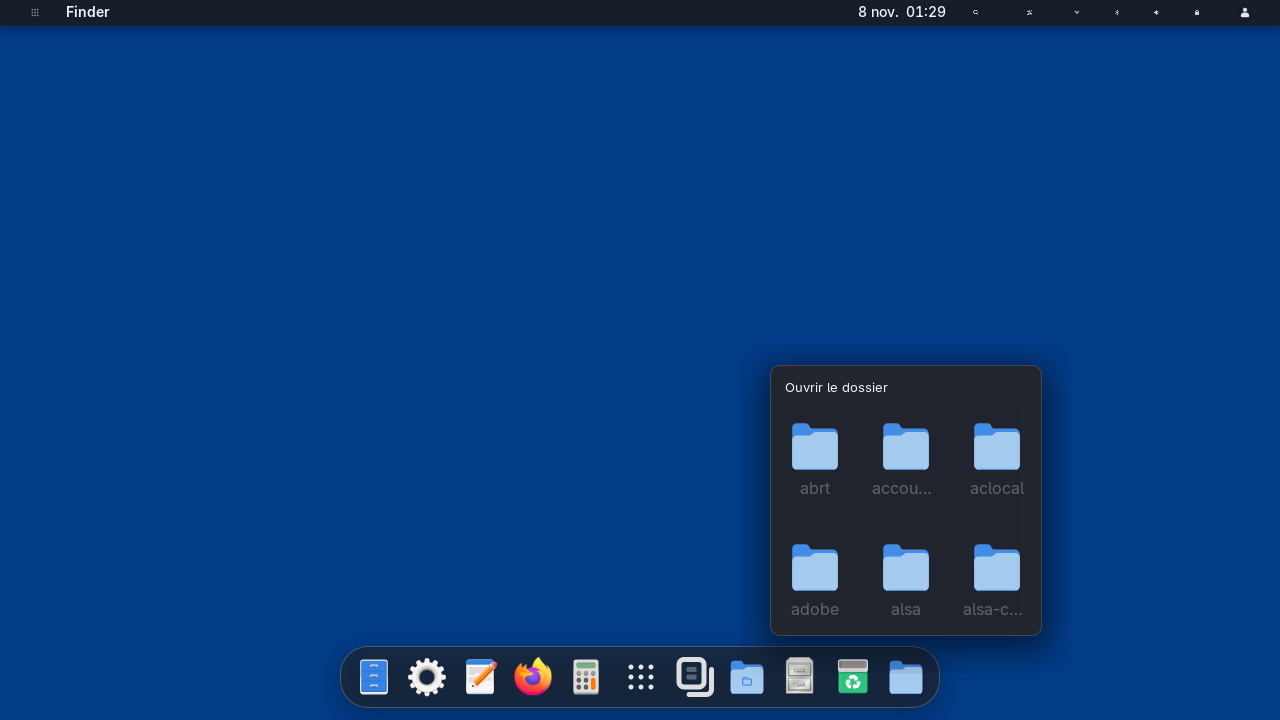 Finder
8 nov. 01:29
Ouvrir le dossier
abrt accou... aclocal
adobe alsa alsa-c...